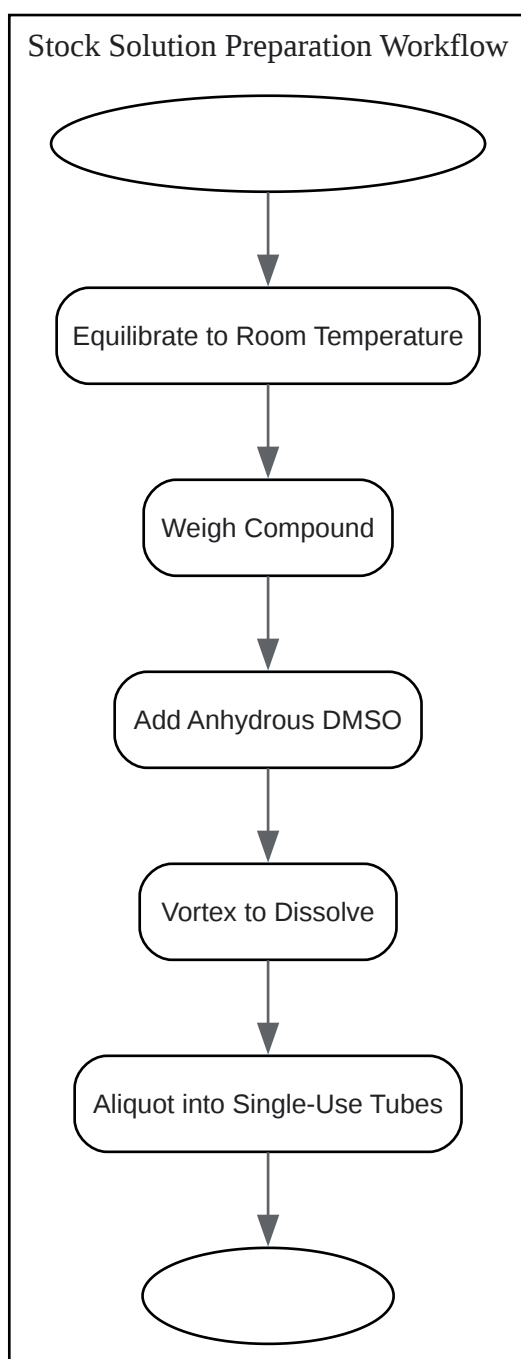 Stock Solution Preparation Workflow
Equilibrate to Room Temperature
Weigh Compound
Add Anhydrous DMSO
Vortex to Dissolve
Aliquot into Single-Use Tubes